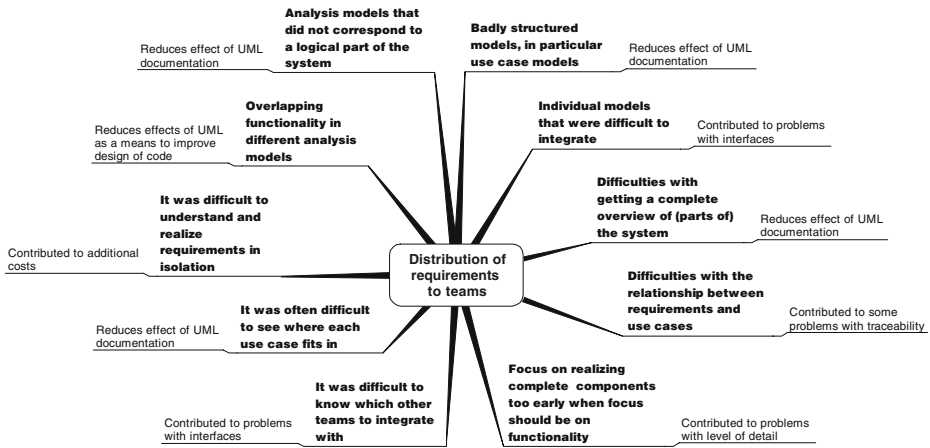 Analysis models that
did not correspond to
a logical part of the
system
Reduces effect of UML
documentation
Badly structured
models, in particular
use case models
Reduces effect of UML
documentation
Overlapping
functionality in
different analysis
models
Reduces effects of UML
as a means to improve
design of code
Individual models
that were difficult to
integrate
Contributed to problems
with interfaces
It was difficult to
understand and
realize
requirements in
isolation
Contributed to additional
costs
Difficulties with
getting a complete
overview of (parts of)
the system
Reduces effect of UML
documentation
Distribution of
requirements
to teams
It was often difficult
to see where each
use case fits in
Reduces effect of UML
documentation
Difficulties with the
relationship between
requirements and
use cases
Contributed to some
problems with traceability
It was difficult to
know which other
teams to integrate
with
Contributed to problems
with interfaces
Focus on realizing
complete components
too early when focus
should be on
functionality
Contributed to problems
with level of detail